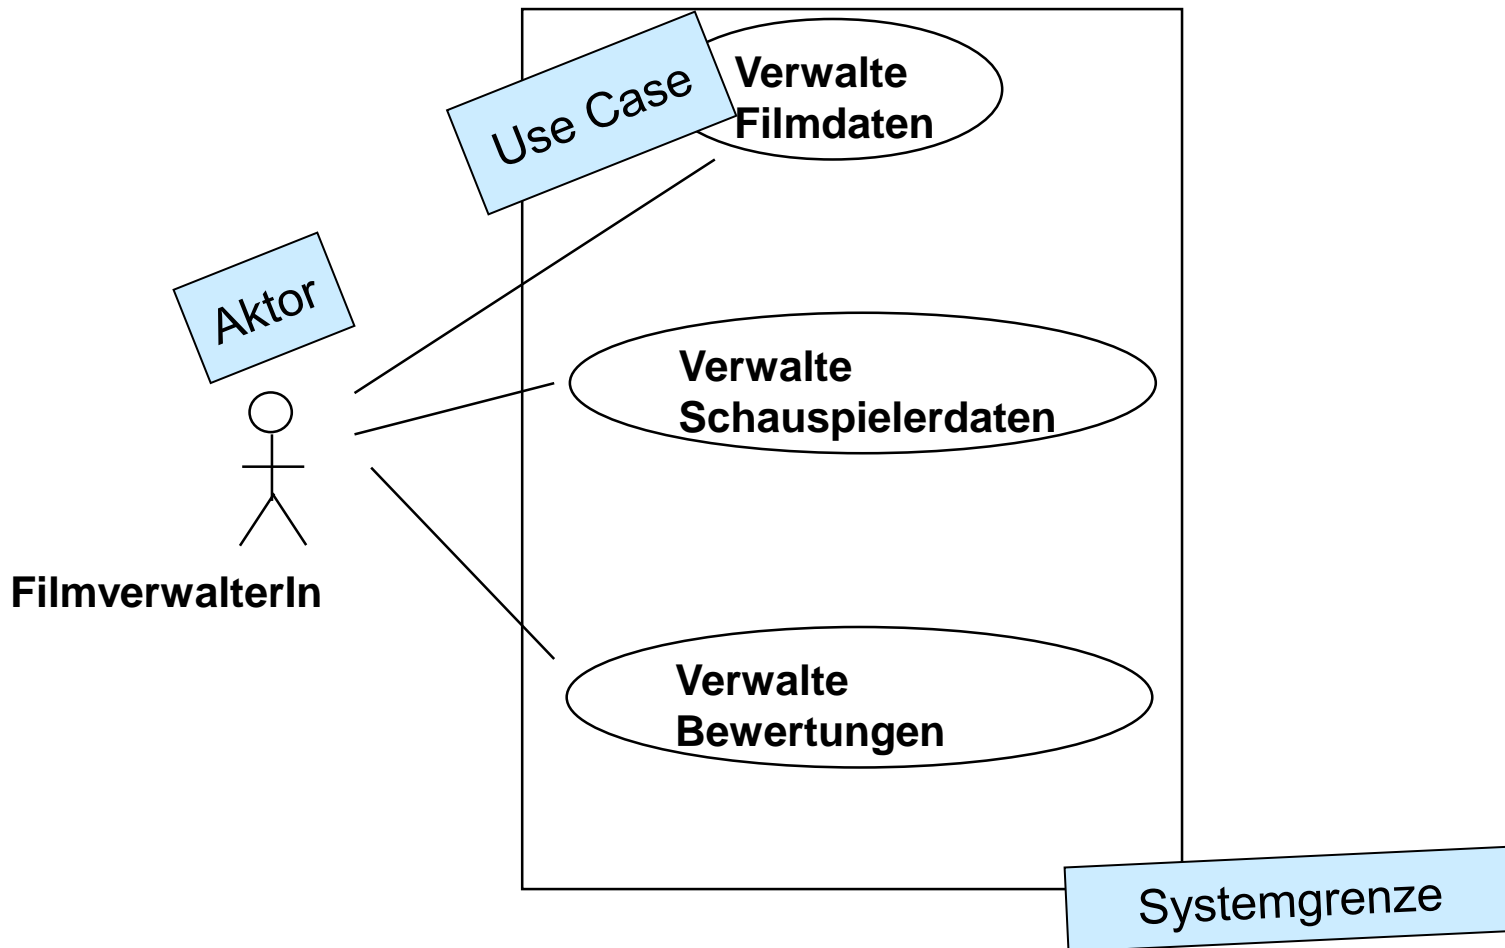 Use Case
Verwalte
Filmdaten
Aktor
Verwalte
Schauspielerdaten
FilmverwalterIn
Verwalte
Bewertungen
Systemgrenze